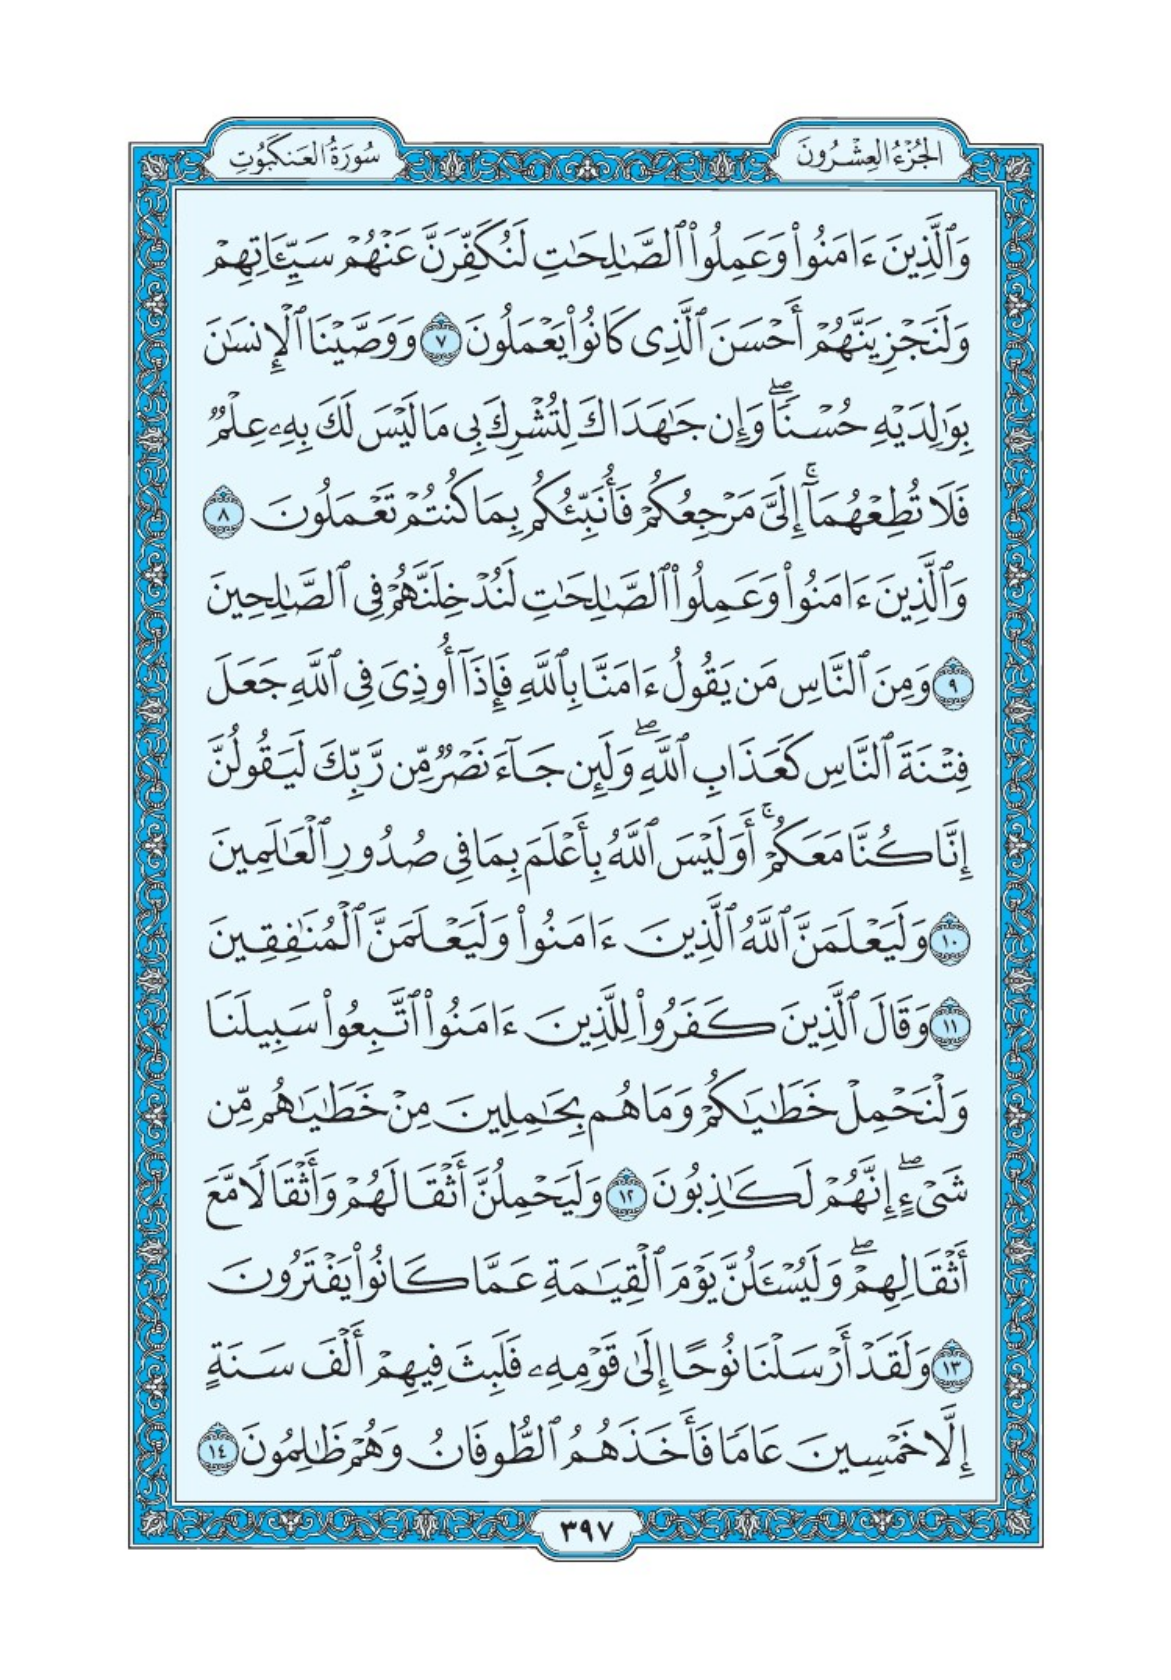 الجُزْءُ العِشْرُونَ
سُورَةُ العَنكَبُوتِ
وَٱلَّذِينَ ءَامَنُوا۟ وَعَمِلُوا۟ ٱلصَّـٰلِحَـٰتِ لَنُكَفِّرَنَّ عَنْهُمْ سَيِّـَٔاتِهِمْ
وَلَنَجْزِيَنَّهُمْ أَحْسَنَ ٱلَّذِى كَانُوا۟ يَعْمَلُونَ ٧ وَوَصَّيْنَا ٱلْإِنسَـٰنَ
بِوَٰلِدَيْهِ حُسْنًا ۖ وَإِن جَـٰهَدَاكَ لِتُشْرِكَ بِى مَا لَيْسَ لَكَ بِهِۦ عِلْمٌ
فَلَا تُطِعْهُمَآ ۚ إِلَىَّ مَرْجِعُكُمْ فَأُنَبِّئُكُم بِمَا كُنتُمْ تَعْمَلُونَ ٨
وَٱلَّذِينَ ءَامَنُوا۟ وَعَمِلُوا۟ ٱلصَّـٰلِحَـٰتِ لَنُدْخِلَنَّهُمْ فِى ٱلصَّـٰلِحِينَ
٩ وَمِنَ ٱلنَّاسِ مَن يَقُولُ ءَامَنَّا بِٱللَّهِ فَإِذَآ أُوذِىَ فِى ٱللَّهِ جَعَلَ
فِتْنَةَ ٱلنَّاسِ كَعَذَابِ ٱللَّهِ ۖ وَلَئِن جَآءَ نَصْرٌ مِّن رَّبِّكَ لَيَقُولُنَّ
إِنَّا كُنَّا مَعَكُمْ ۚ أَوَلَيْسَ ٱللَّهُ بِأَعْلَمَ بِمَا فِى صُدُورِ ٱلْعَـٰلَمِينَ
١٠ وَلَيَعْلَمَنَّ ٱللَّهُ ٱلَّذِينَ ءَامَنُوا۟ وَلَيَعْلَمَنَّ ٱلْمُنَـٰفِقِينَ
١١ وَقَالَ ٱلَّذِينَ كَفَرُوا۟ لِلَّذِينَ ءَامَنُوا۟ ٱتَّبِعُوا۟ سَبِيلَنَا
وَلْنَحْمِلْ خَطَـٰيَـٰكُمْ وَمَا هُم بِحَـٰمِلِينَ مِنْ خَطَـٰيَـٰهُم مِّن
شَىْءٍ ۖ إِنَّهُمْ لَكَـٰذِبُونَ ١٢ وَلَيَحْمِلُنَّ أَثْقَالَهُمْ وَأَثْقَالًا مَّعَ
أَثْقَالِهِمْ ۖ وَلَيُسْـَٔلُنَّ يَوْمَ ٱلْقِيَـٰمَةِ عَمَّا كَانُوا۟ يَفْتَرُونَ
١٣ وَلَقَدْ أَرْسَلْنَا نُوحًا إِلَىٰ قَوْمِهِۦ فَلَبِثَ فِيهِمْ أَلْفَ سَنَةٍ
إِلَّا خَمْسِينَ عَامًا فَأَخَذَهُمُ ٱلطُّوفَانُ وَهُمْ ظَـٰلِمُونَ ١٤
٣٩٧